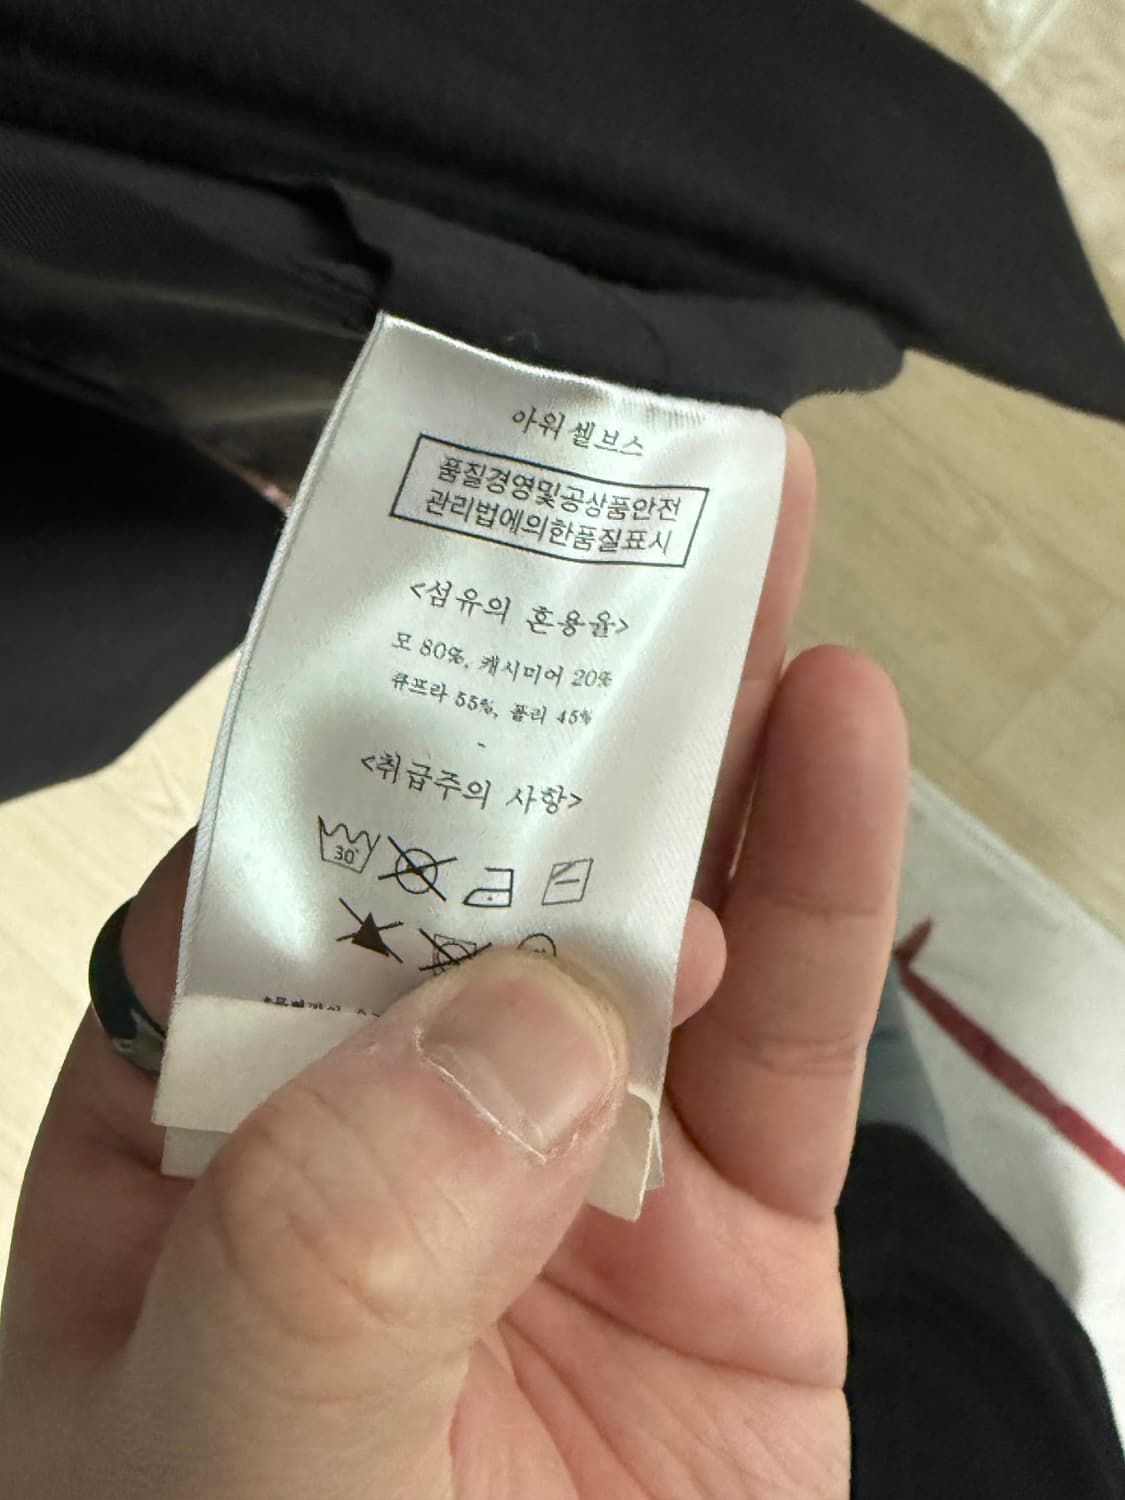 아워셀브스
품질경영및공상품안전
관리법에의한품질표시
<섬유의 혼용율>
모 80%, 캐시미어 20%
큐프라 55%, 폴리 45%
-
<취급주의 사항>
30°